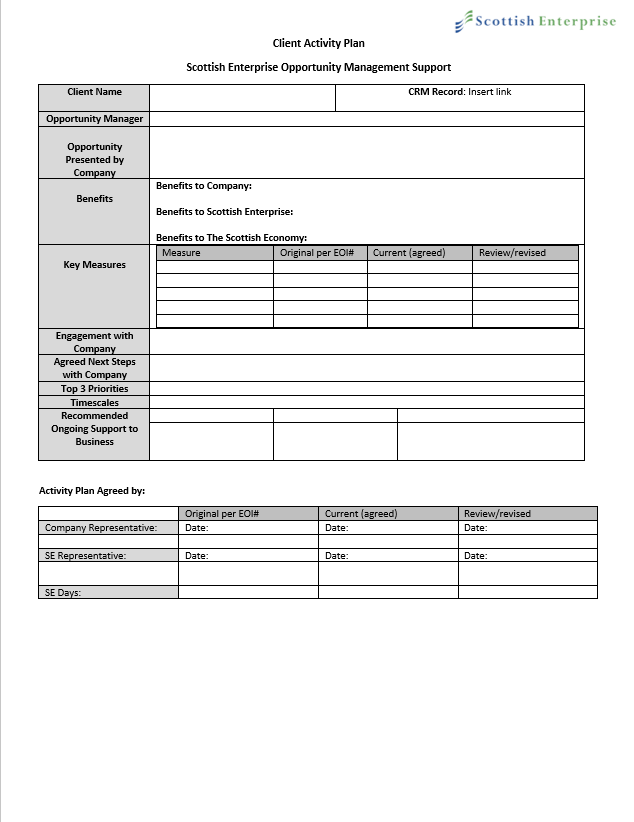 Scottish Enterprise
Client Activity Plan
Scottish Enterprise Opportunity Management Support
Client Name
CRM Record: Insert link
Opportunity Manager
Opportunity
Presented by
Company
Benefits
Benefits to Company:
Benefits to Scottish Enterprise:
Benefits to The Scottish Economy:
Key Measures
Measure Original per EOI# Current (agreed) Review/revised
Engagement with
Company
Agreed Next Steps
with Company
Top 3 Priorities
Timescales
Recommended
Ongoing Support to
Business
Activity Plan Agreed by:
Original per EOI# Current (agreed) Review/revised
Company Representative: Date: Date: Date:
SE Representative: Date: Date: Date:
SE Days: